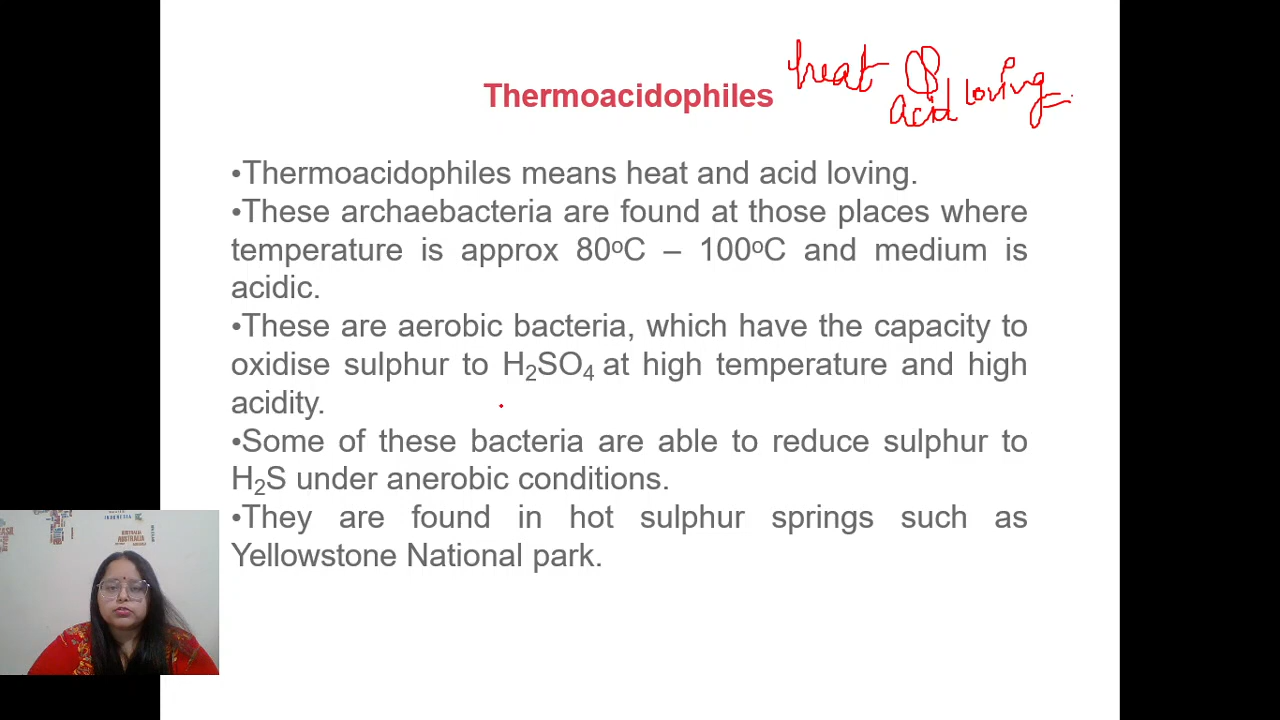 Thermoacidophiles
heat &
acid loving
•Thermoacidophiles means heat and acid loving.
•These archaebacteria are found at those places where
temperature is approx 80ºC – 100ºC and medium is
acidic.
•These are aerobic bacteria, which have the capacity to
oxidise sulphur to H₂SO₄ at high temperature and high
acidity.
•Some of these bacteria are able to reduce sulphur to
H₂S under anerobic conditions.
•They are found in hot sulphur springs such as
Yellowstone National park.